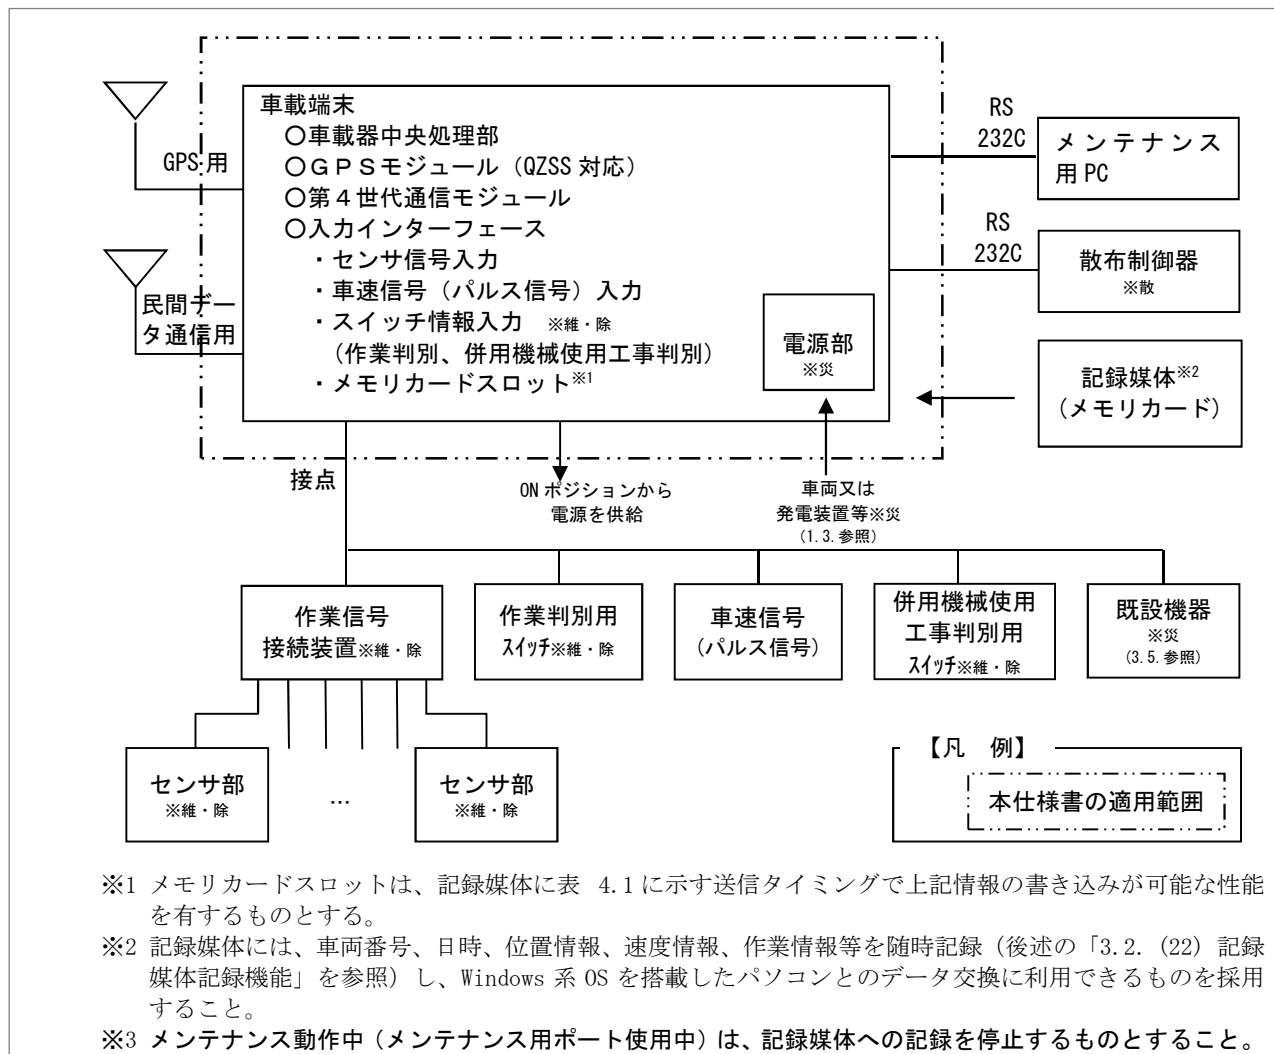 車載端末
○車載器中央処理部
○GPSモジュール（QZSS 対応）
○第４世代通信モジュール
○入力インターフェース
・センサ信号入力
・車速信号（パルス信号）入力
・スイッチ情報入力 ※維・除
（作業判別、併用機械使用工事判別）
・メモリカードスロット※1
GPS 用
民間デー
タ通信用
電源部
※災
RS
232C
メンテナンス
用 PC
RS
232C
散布制御器
※散
記録媒体※2
（メモリカード）
接点
ON ポジションから
電源を供給
車両又は
発電装置等※災
(1.3.参照)
作業信号
接続装置※維・除
作業判別用
スイッチ※維・除
車速信号
(パルス信号)
併用機械使用
工事判別用
スイッチ※維・除
既設機器
※災
(3.5.参照)
センサ部
※維・除
…
センサ部
※維・除
【凡　例】
本仕様書の適用範囲
※1 メモリカードスロットは、記録媒体に表 4.1 に示す送信タイミングで上記情報の書き込みが可能な性能
を有するものとする。
※2 記録媒体には、車両番号、日時、位置情報、速度情報、作業情報等を随時記録（後述の「3.2.（22）記録
媒体記録機能」を参照）し、Windows 系 OS を搭載したパソコンとのデータ交換に利用できるものを採用
すること。
※3 メンテナンス動作中（メンテナンス用ポート使用中）は、記録媒体への記録を停止するものとすること。